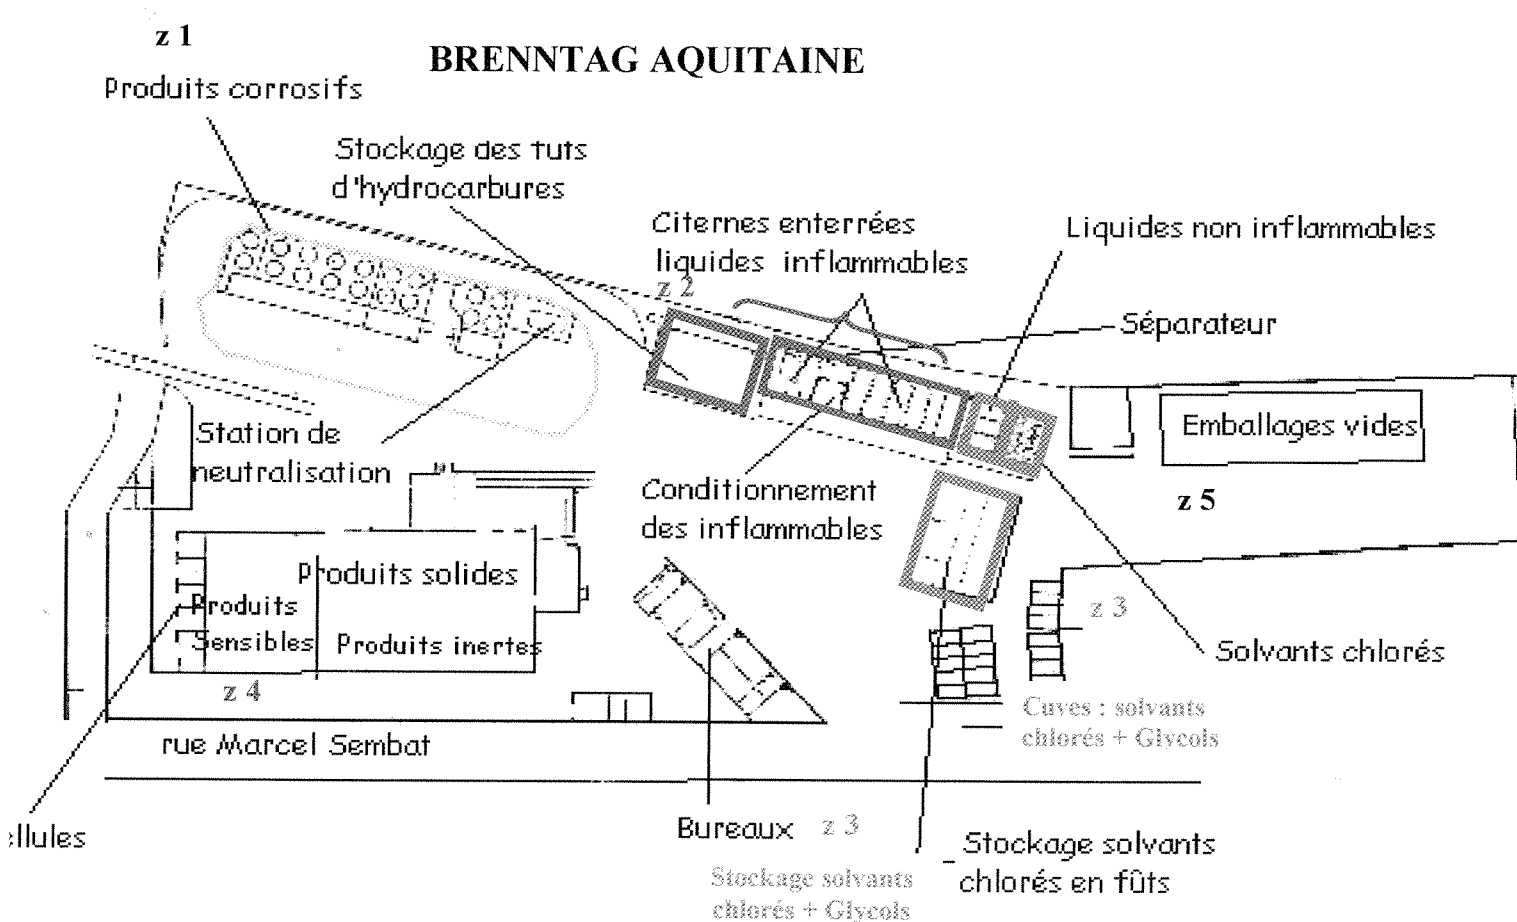 z 1
BRENNTAG AQUITAINE
Produits corrosifs
Stockage des tuts
d'hydrocarbures
Citernes enterrées
liquides inflammables
z 2
Liquides non inflammables
Séparateur
Emballages vides
z 5
Station de
neutralisation
Conditionnement
des inflammables
Produits solides
Produits
Sensibles
Produits inertes
z 4
z 3
Solvants chlorés
Cuves : solvants
chlorés + Glycols
rue Marcel Sembat
ellules
Bureaux
z 3
Stockage solvants
chlorés + Glycols
Stockage solvants
chlorés en fûts